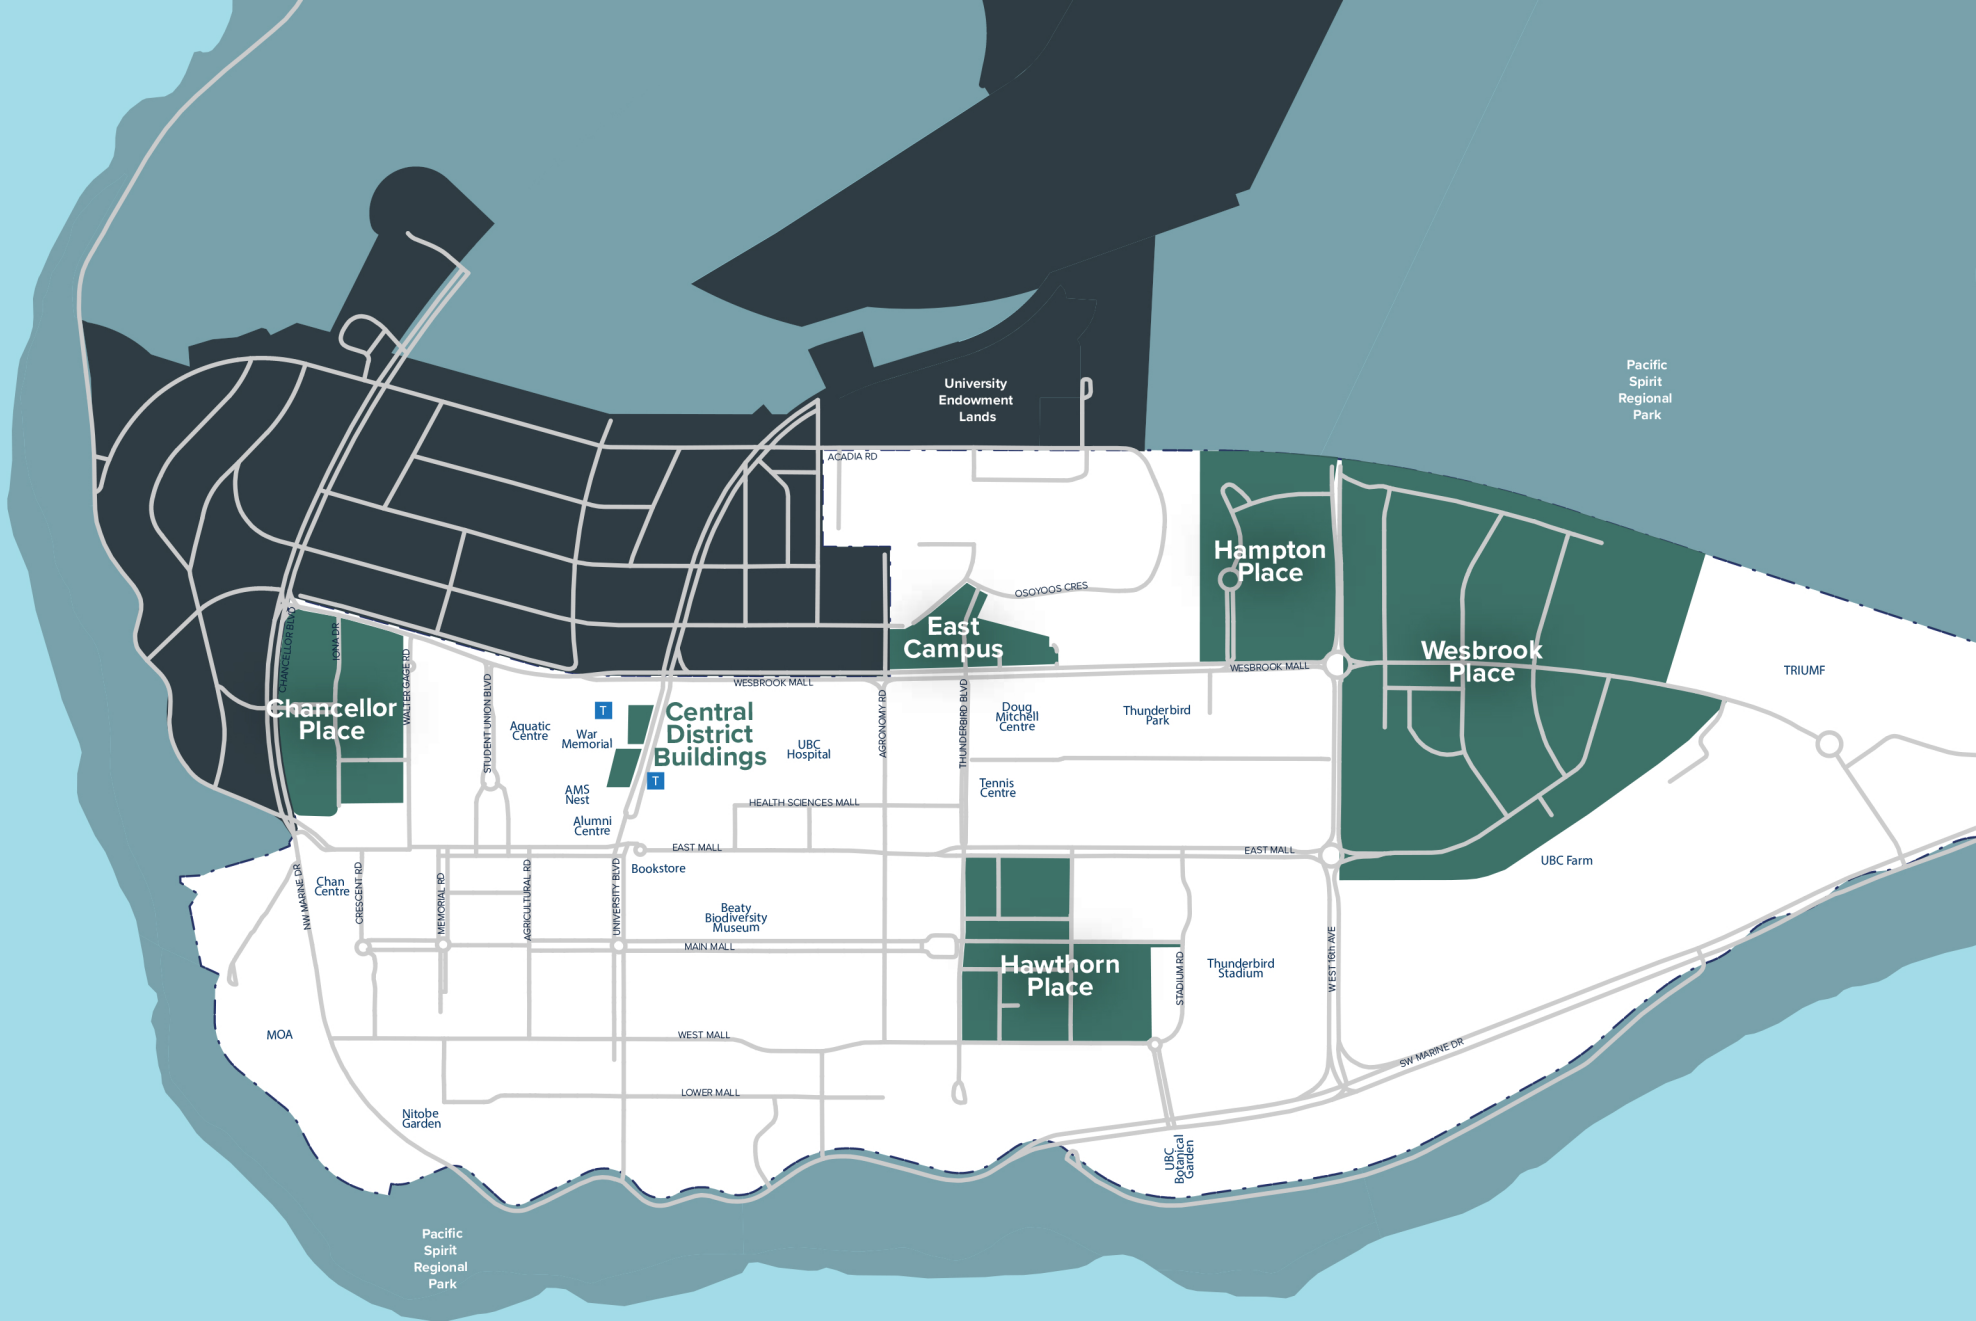 Pacific
Spirit
Regional
Park
University
Endowment
Lands
ACADIA RD
Hampton
Place
OSOYOOS CRES
East
Campus
CHANCELLOR BLVD
IONA DR
WALTER GAGE RD
Chancellor
Place
WESBROOK MALL
WESBROOK MALL
Wesbrook
Place
TRIUMF
STUDENT UNION BLVD
Aquatic
Centre
T
War
Memorial
Central
District
Buildings
T
UBC
Hospital
AGRONOMY RD
THUNDERBIRD BLVD
Doug
Mitchell
Centre
Thunderbird
Park
AMS
Nest
Alumni
Centre
HEALTH SCIENCES MALL
Tennis
Centre
EAST MALL
EAST MALL
Bookstore
UBC Farm
NW MARINE DR
Chan
Centre
CRESCENT RD
MEMORIAL RD
AGRICULTURAL RD
UNIVERSITY BLVD
Beaty
Biodiversity
Museum
MAIN MALL
Hawthorn
Place
STADIUM RD
Thunderbird
Stadium
WEST 16th AVE
MOA
WEST MALL
SW MARINE DR
LOWER MALL
Nitobe
Garden
UBC
Botanical
Garden
Pacific
Spirit
Regional
Park